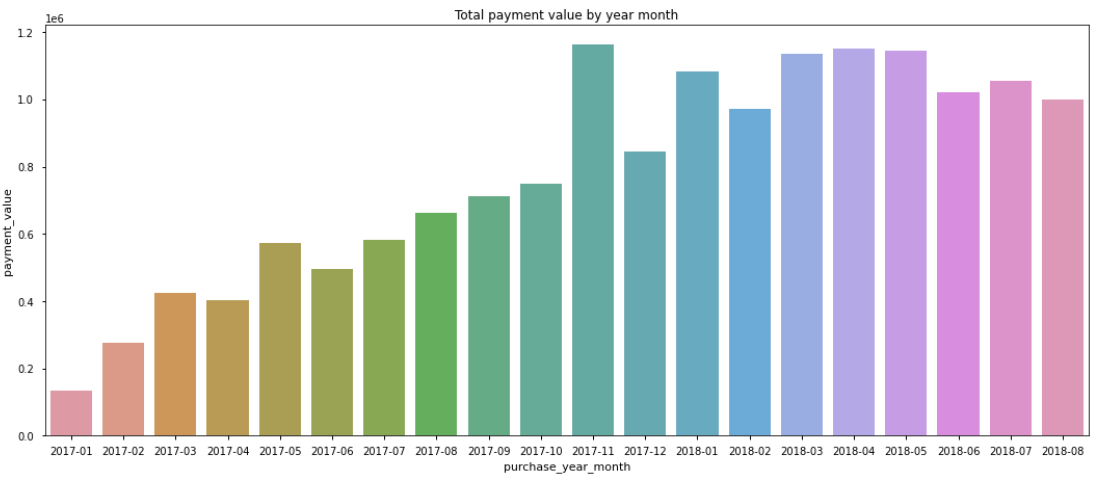 Total payment value by year month
1e6
1.2
1.0
0.8
0.6
0.4
0.2
0.0
payment_value
2017-01 2017-02 2017-03 2017-04 2017-05 2017-06 2017-07 2017-08 2017-09 2017-10 2017-11 2017-12 2018-01 2018-02 2018-03 2018-04 2018-05 2018-06 2018-07 2018-08
purchase_year_month